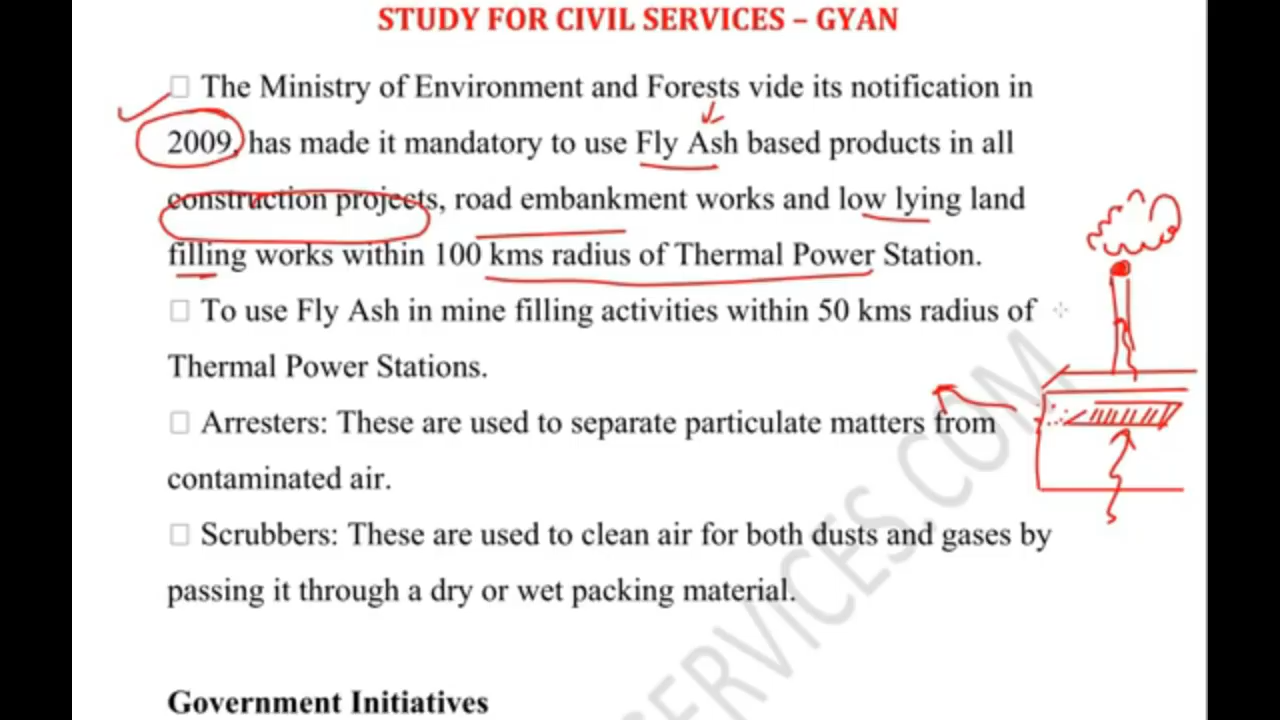 STUDY FOR CIVIL SERVICES – GYAN
The Ministry of Environment and Forests vide its notification in
2009, has made it mandatory to use Fly Ash based products in all
construction projects, road embankment works and low lying land
filling works within 100 kms radius of Thermal Power Station.
To use Fly Ash in mine filling activities within 50 kms radius of
Thermal Power Stations.
Arresters: These are used to separate particulate matters from
contaminated air.
Scrubbers: These are used to clean air for both dusts and gases by
passing it through a dry or wet packing material.
Government Initiatives
SERVICES.COM